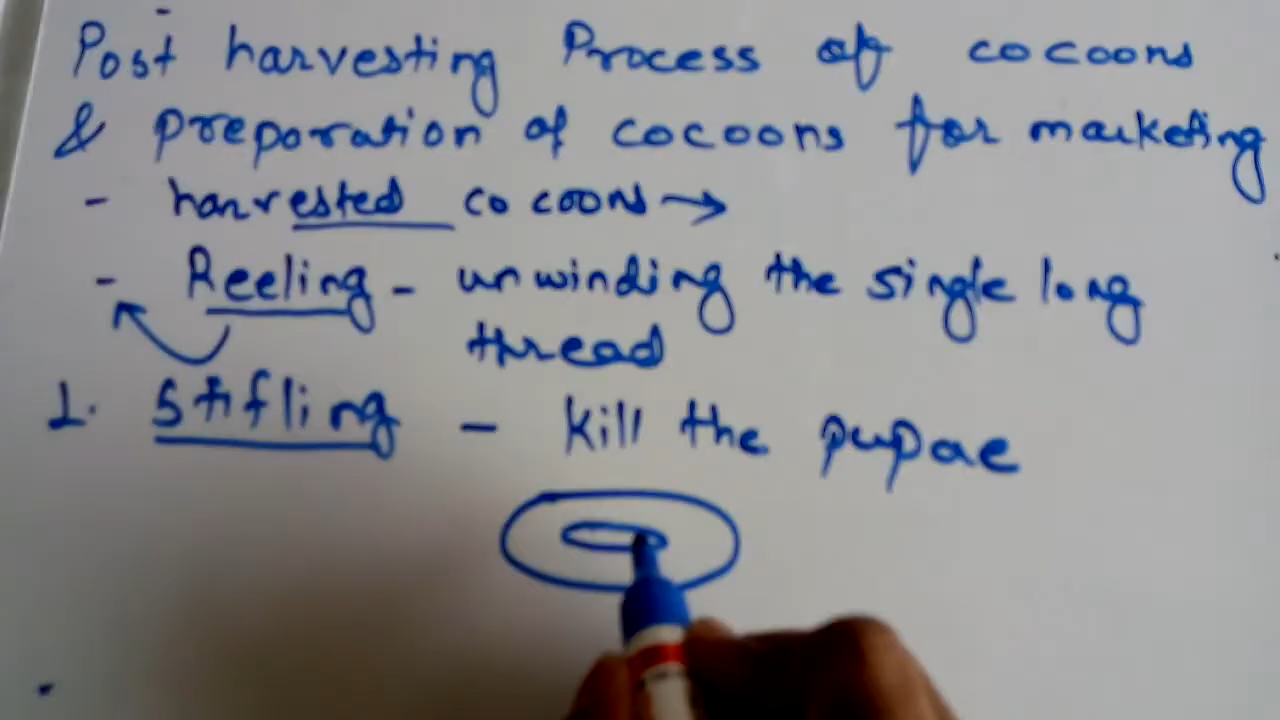 Post harvesting Process of cocoons
& preparation of cocoons for marketing
- harvested cocoons →
- Reeling - unwinding the single long
thread
1. Stifling - Kill the pupae